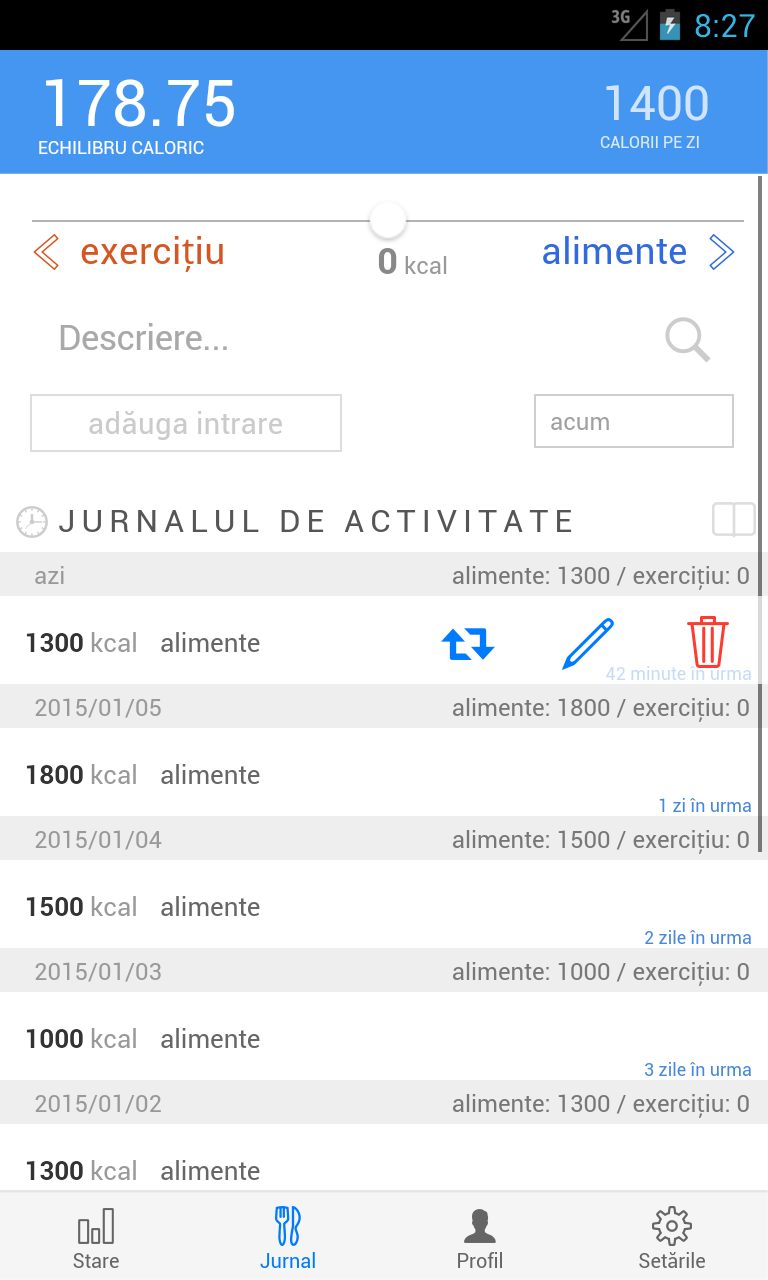 3G 8:27
178.75 1400
ECHILIBRU CALORIC CALORII PE ZI
exercițiu 0 kcal alimente
Descriere...
adăuga intrare acum
JURNALUL DE ACTIVITATE
azi alimente: 1300 / exercițiu: 0
1300 kcal alimente
42 minute în urma
2015/01/05 alimente: 1800 / exercițiu: 0
1800 kcal alimente
1 zi în urma
2015/01/04 alimente: 1500 / exercițiu: 0
1500 kcal alimente
2 zile în urma
2015/01/03 alimente: 1000 / exercițiu: 0
1000 kcal alimente
3 zile în urma
2015/01/02 alimente: 1300 / exercițiu: 0
1300 kcal alimente
Stare Jurnal Profil Setările